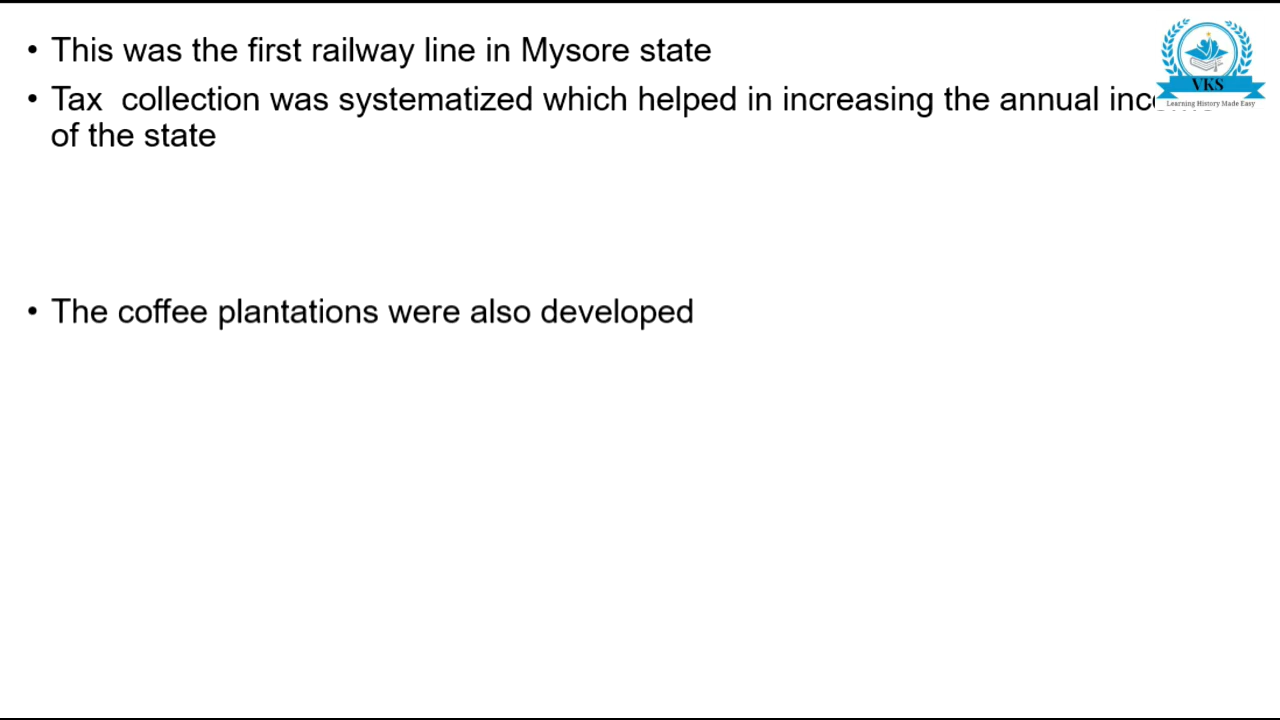 • This was the first railway line in Mysore state
• Tax collection was systematized which helped in increasing the annual
of the state
• The coffee plantations were also developed
VKS
Learning History Made Easy